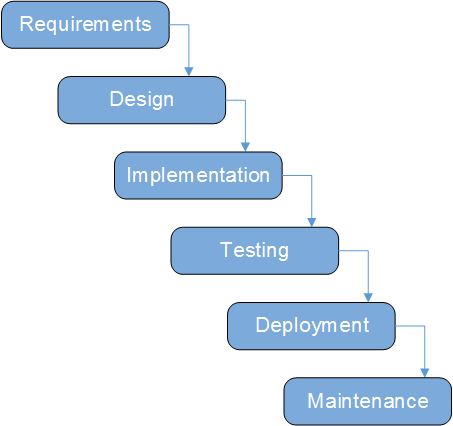 Requirements
Design
Implementation
Testing
Deployment
Maintenance